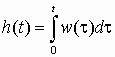 h(t) = ∫₀ᵗ w(τ)dτ